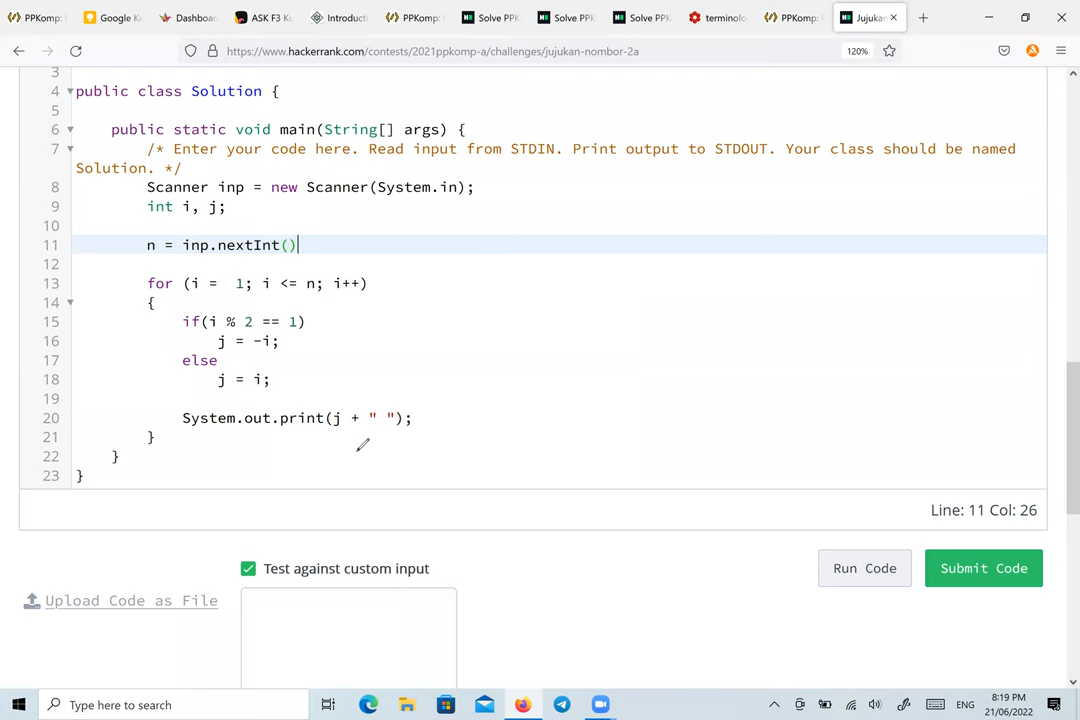 PPKomp:
Google K
Dashboar
ASK F3 Ku
Introducti
PPKomp:
Solve PPK
Solve PPK
Solve PPK
terminolo
PPKomp:
Jujukan
https://www.hackerrank.com/contests/2021ppkomp-a/challenges/jujukan-nombor-2a
120%
3
4 public class Solution {
5
6 public static void main(String[] args) {
7 /* Enter your code here. Read input from STDIN. Print output to STDOUT. Your class should be named
Solution. */
8 Scanner inp = new Scanner(System.in);
9 int i, j;
10
11 n = inp.nextInt()
12
13 for (i =  1; i <= n; i++)
14 {
15 if(i % 2 == 1)
16 j = -i;
17 else
18 j = i;
19
20 System.out.print(j + " ");
21 }
22 }
23 }
Line: 11 Col: 26
Test against custom input
Run Code
Submit Code
Upload Code as File
Type here to search
ENG
8:19 PM
21/06/2022